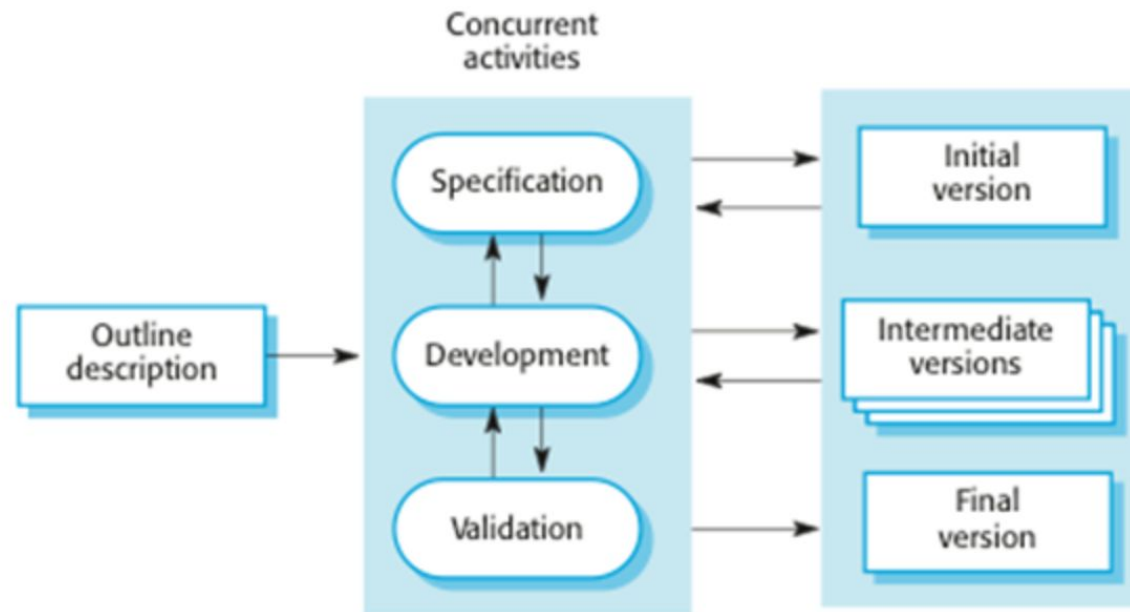 Concurrent
activities
Outline
description
Specification
Development
Validation
Initial
version
Intermediate
versions
Final
version